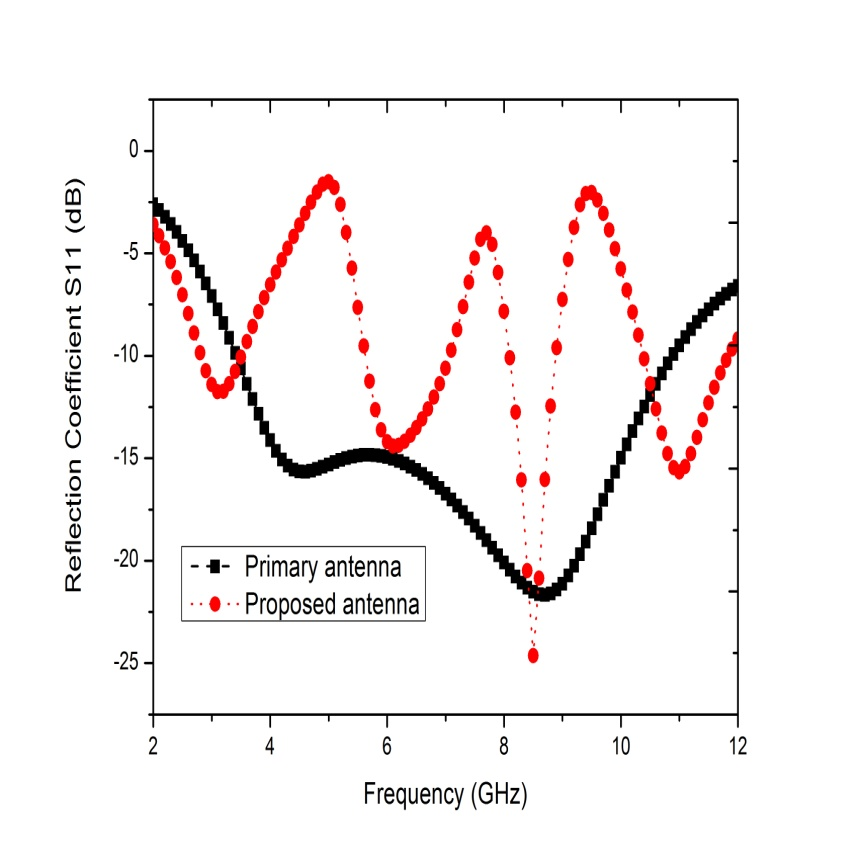 Reflection Coefficient S11 (dB)
0
-5
-10
-15
-20
-25
Primary antenna
Proposed antenna
2 4 6 8 10 12
Frequency (GHz)